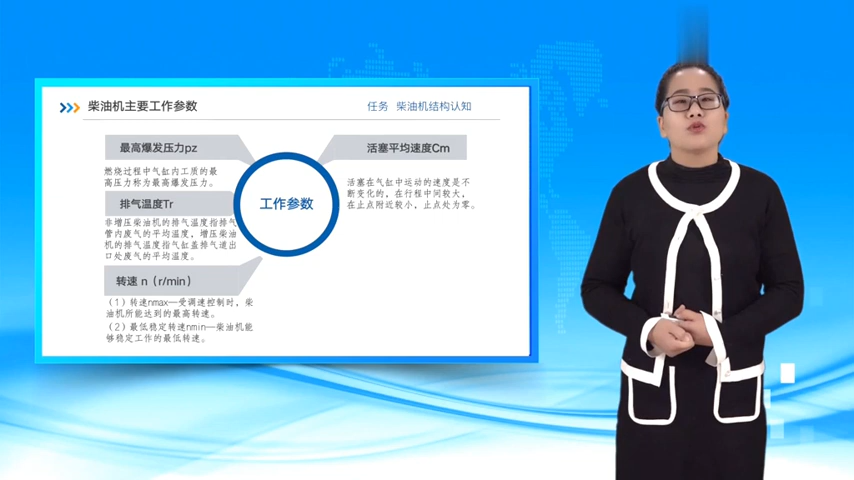 柴油机主要工作参数
任务 柴油机结构认知
最高爆发压力pz
燃烧过程中气缸内工质的最
高压力称为最高爆发压力。
排气温度Tr
非增压柴油机的排气温度指排气
管内废气的平均温度，增压柴油
机的排气温度指气缸盖排气道出
口处废气的平均温度。
转速 n（r/min）
（1）转速nmax—受调速控制时，柴
油机所能达到的最高转速。
（2）最低稳定转速nmin—柴油机能
够稳定工作的最低转速。
工作参数
活塞平均速度Cm
活塞在气缸中运动的速度是不
断变化的，在行程中间较大，
在止点附近较小，止点处为零。